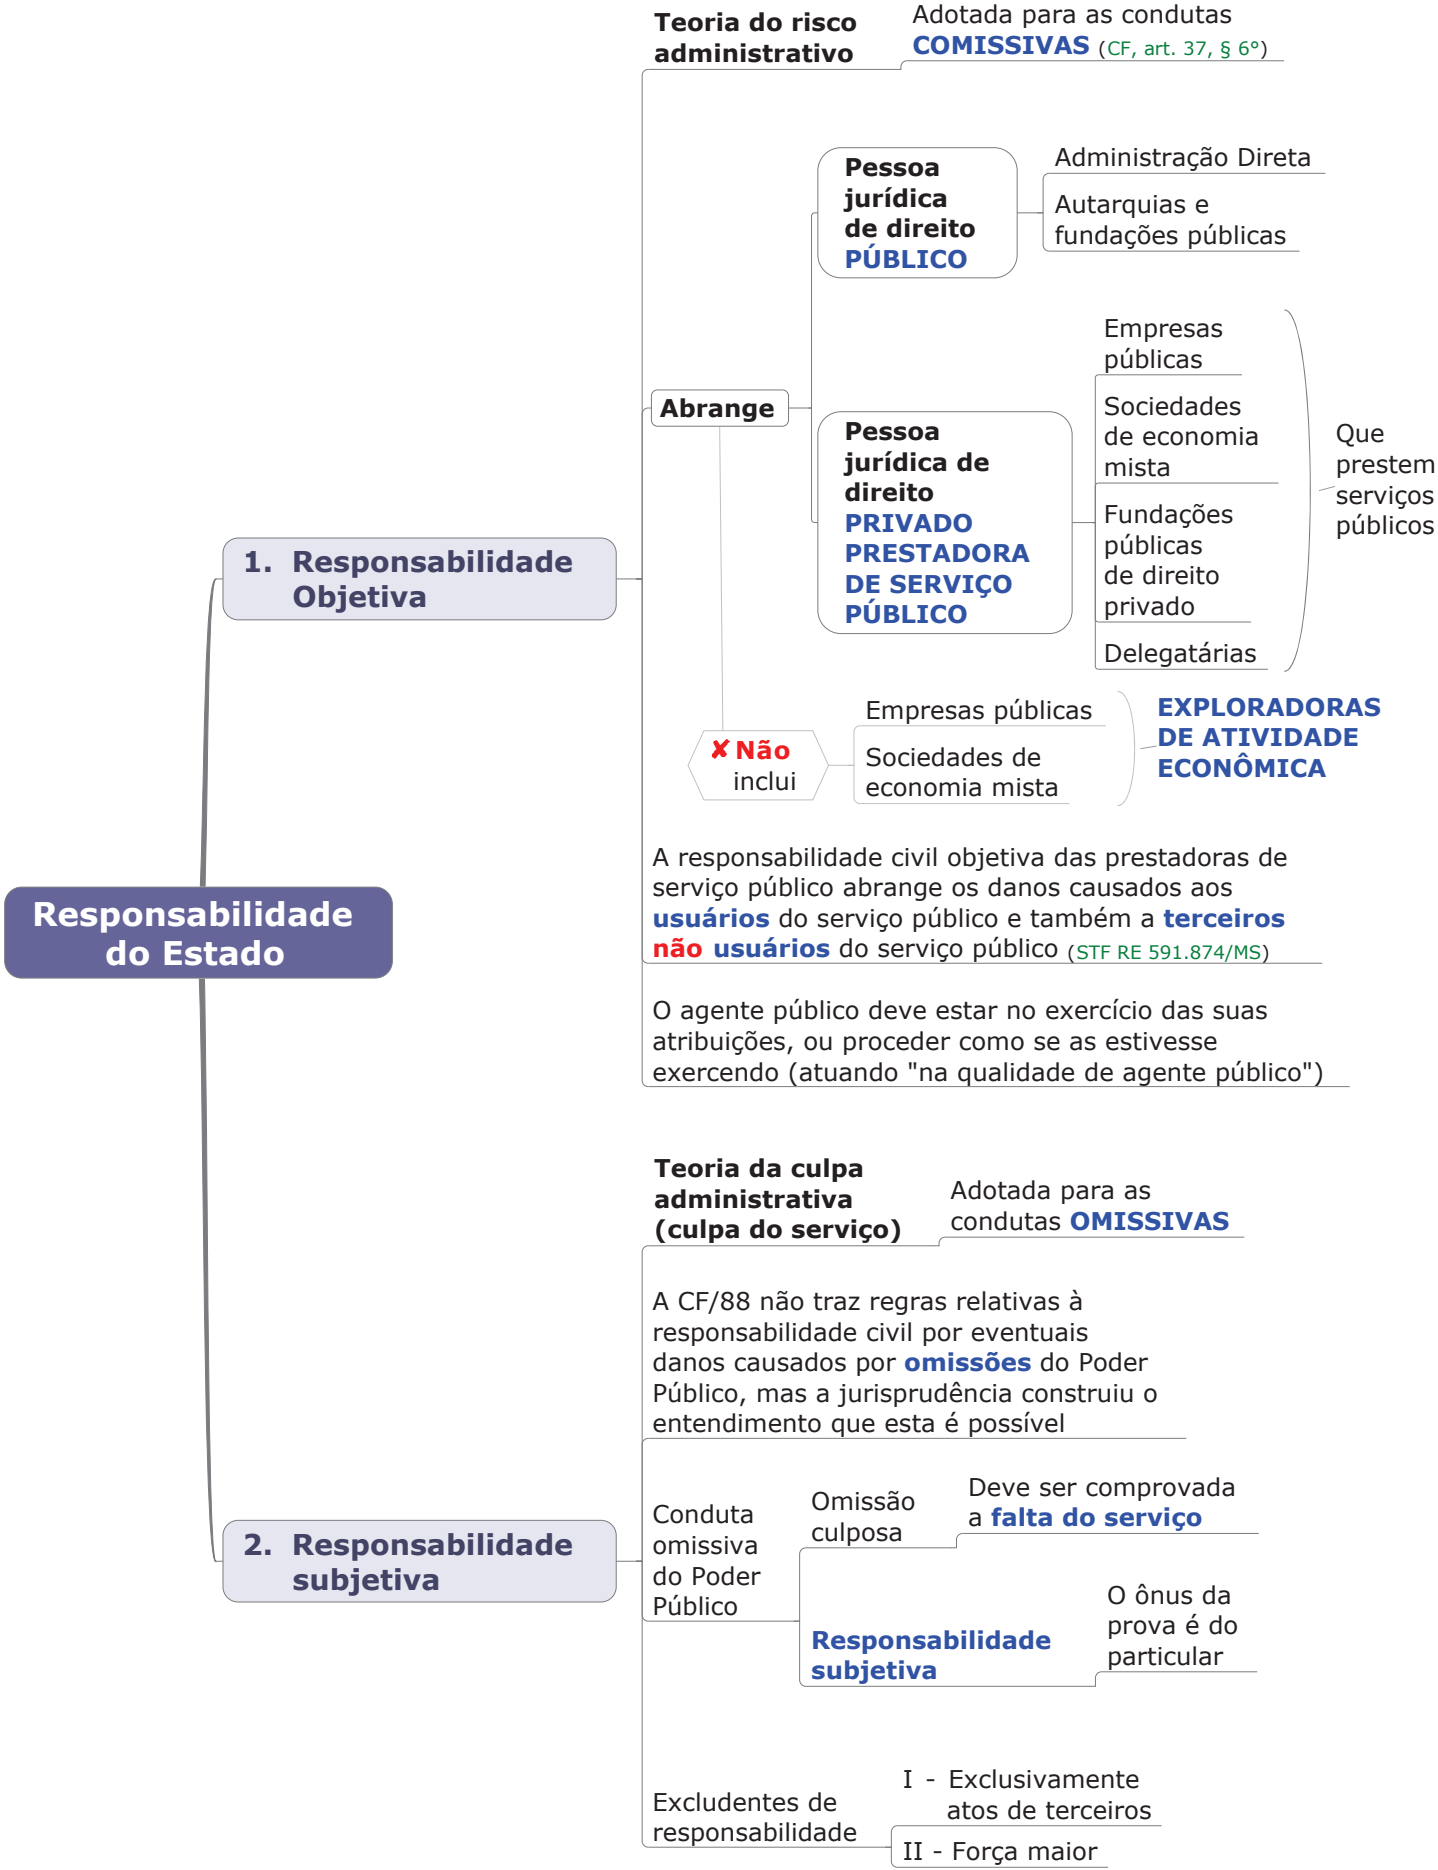 Responsabilidade
do Estado
1. Responsabilidade
Objetiva
Teoria do risco
administrativo
Adotada para as condutas
COMISSIVAS (CF, art. 37, § 6°)
Abrange
Pessoa
jurídica
de direito
PÚBLICO
Administração Direta
Autarquias e
fundações públicas
Pessoa
jurídica de
direito
PRIVADO
PRESTADORA
DE SERVIÇO
PÚBLICO
Empresas
públicas
Sociedades
de economia
mista
Fundações
públicas
de direito
privado
Delegatárias
Que
prestem
serviços
públicos
✘ Não
inclui
Empresas públicas
Sociedades de
economia mista
EXPLORADORAS
DE ATIVIDADE
ECONÔMICA
A responsabilidade civil objetiva das prestadoras de
serviço público abrange os danos causados aos
usuários do serviço público e também a terceiros
não usuários do serviço público (STF RE 591.874/MS)
O agente público deve estar no exercício das suas
atribuições, ou proceder como se as estivesse
exercendo (atuando "na qualidade de agente público")
2. Responsabilidade
subjetiva
Teoria da culpa
administrativa
(culpa do serviço)
Adotada para as
condutas OMISSIVAS
A CF/88 não traz regras relativas à
responsabilidade civil por eventuais
danos causados por omissões do Poder
Público, mas a jurisprudência construiu o
entendimento que esta é possível
Conduta
omissiva
do Poder
Público
Omissão
culposa
Deve ser comprovada
a falta do serviço
Responsabilidade
subjetiva
O ônus da
prova é do
particular
Excludentes de
responsabilidade
I - Exclusivamente
atos de terceiros
II - Força maior